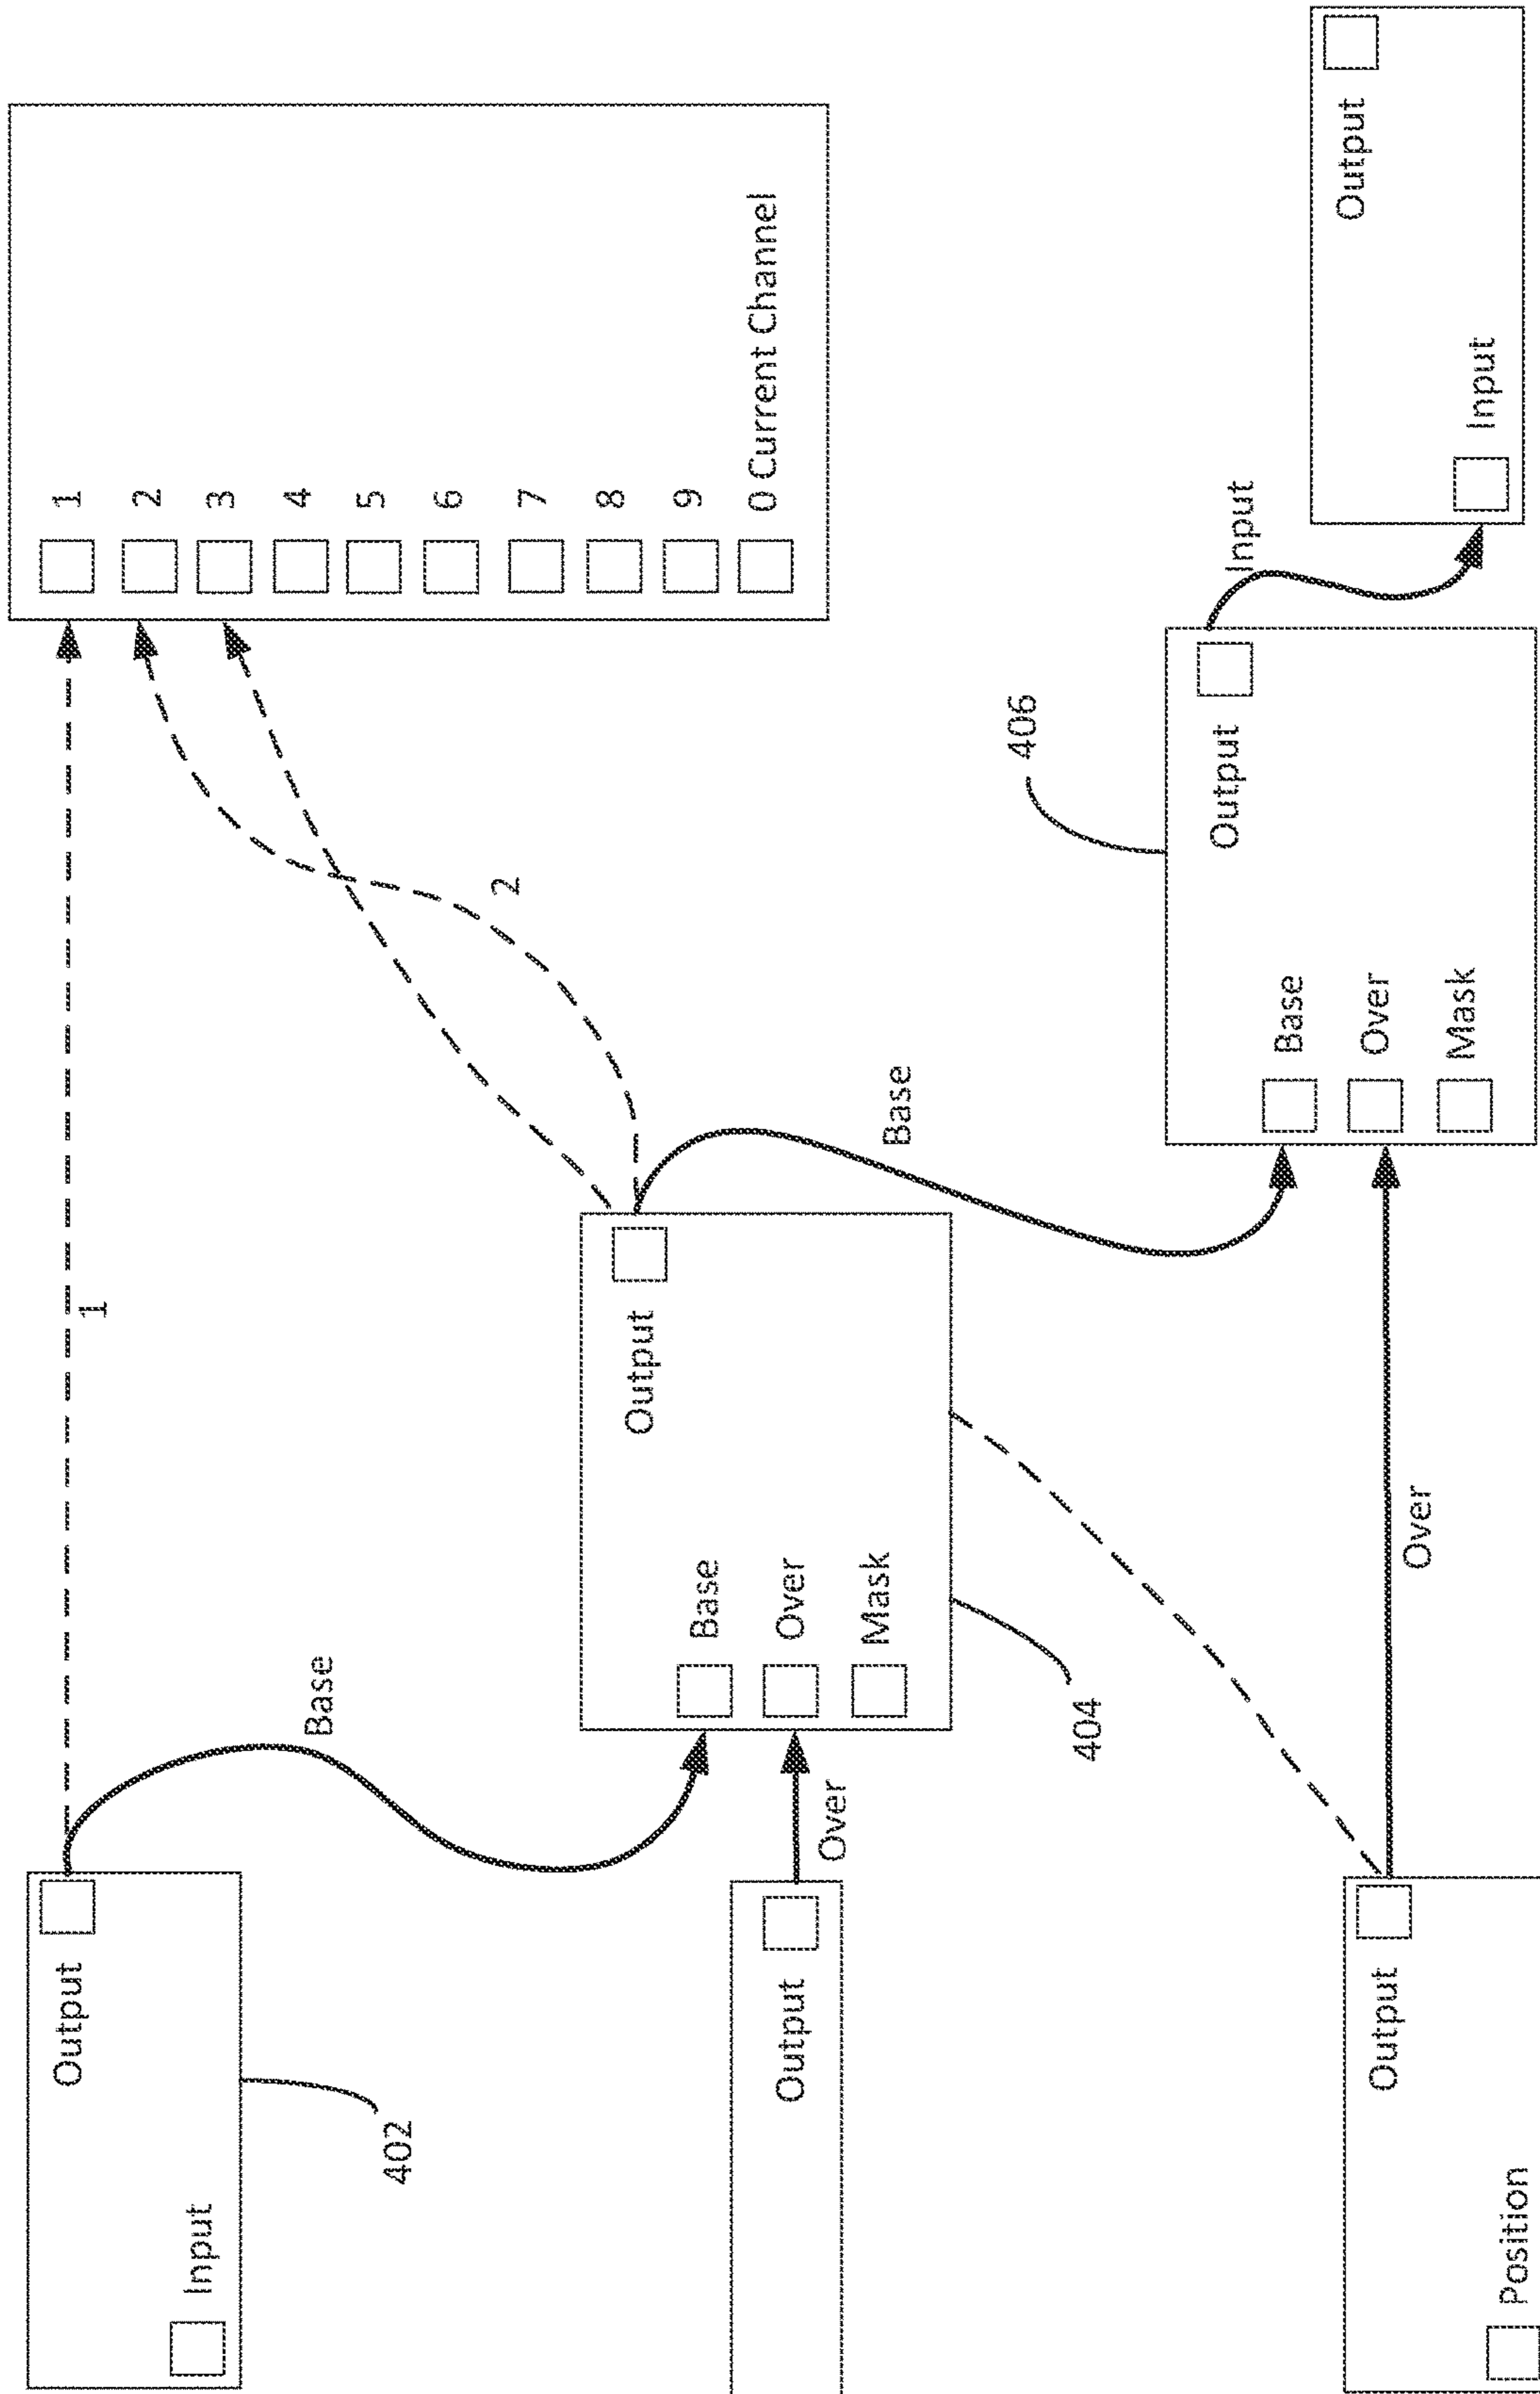 Output
Input
402
1
Base
1
2
3
4
5
6
7
8
9
0 Current Channel
2
Output
Over
Output
Base
Over
Mask
404
Base
406
Output
Base
Over
Mask
Output
Position
Over
Input
Output
Input